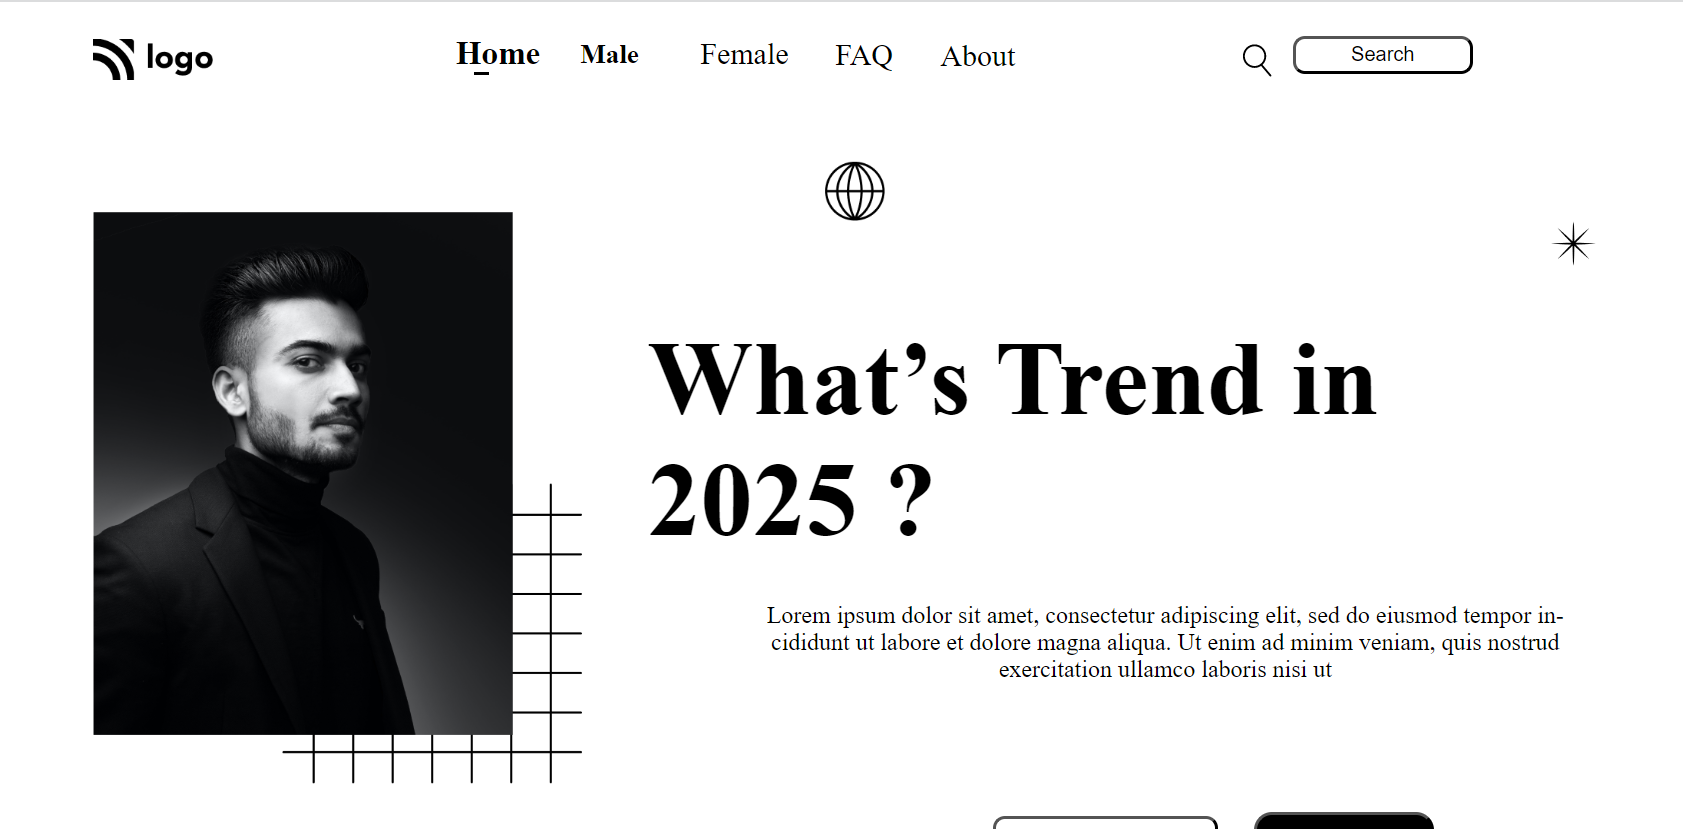 logo
Home Male Female FAQ About Search
What’s Trend in
2025 ?
Lorem ipsum dolor sit amet, consectetur adipiscing elit, sed do eiusmod tempor in-
cididunt ut labore et dolore magna aliqua. Ut enim ad minim veniam, quis nostrud
exercitation ullamco laboris nisi ut